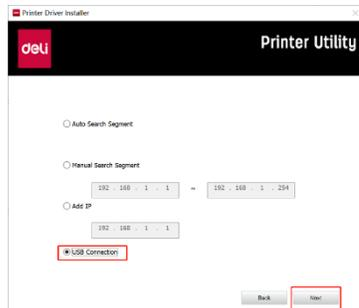 Printer Driver Installer
deli
Printer Utility
Auto Search Segment
Manual Search Segment
192 . 168 . 1 . 1 ~ 192 . 168 . 1 . 254
Add IP
192 . 168 . 1 . 1
USB Connection
Back Next